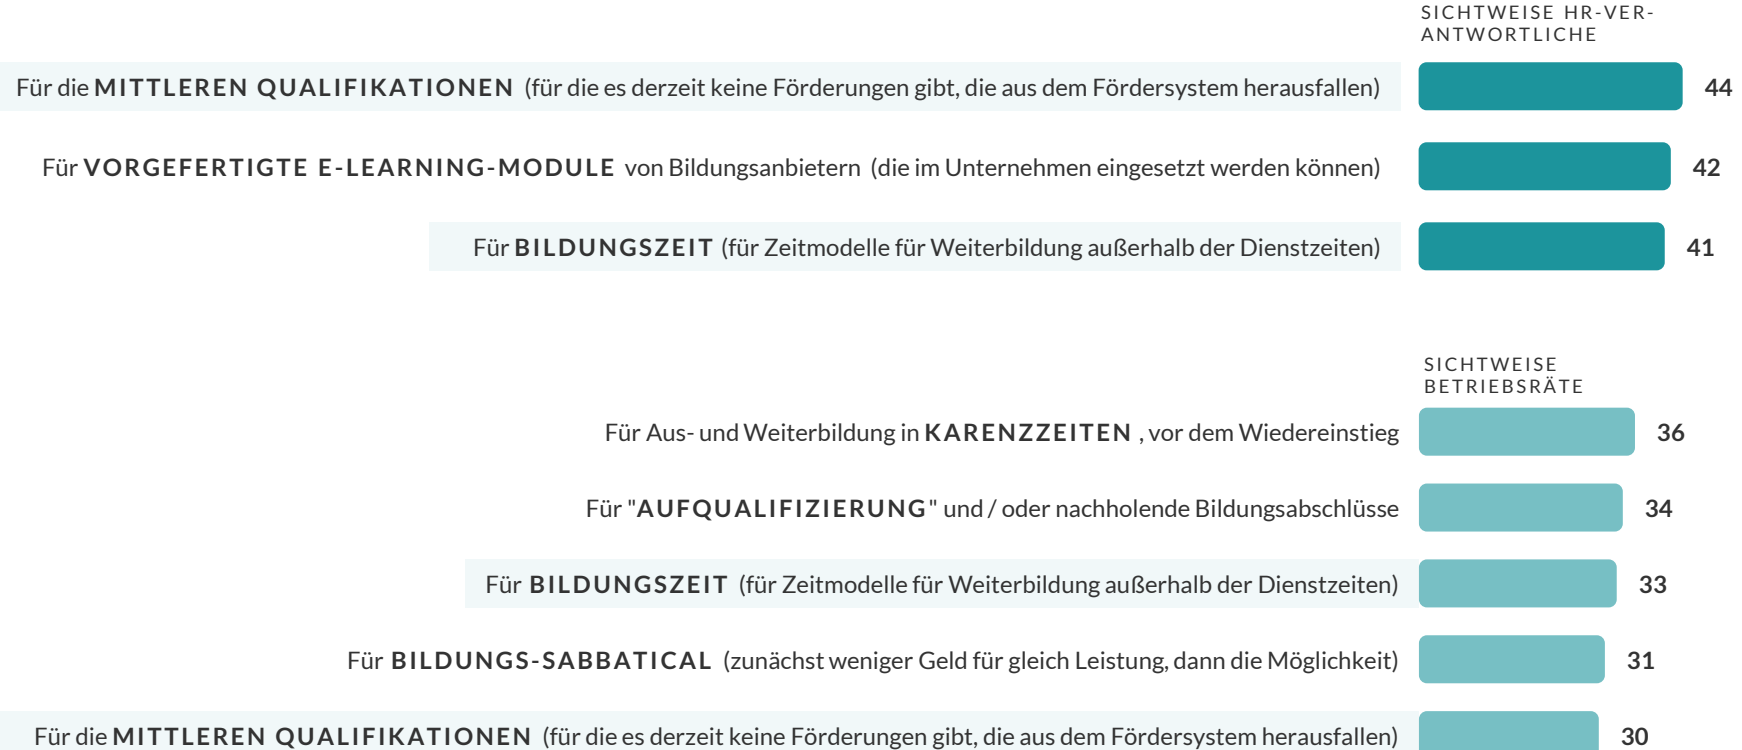 SICHTWEISE HR-VER-
ANTWORTLICHE
Für die MITTLEREN QUALIFIKATIONEN (für die es derzeit keine Förderungen gibt, die aus dem Fördersystem herausfallen) 44
Für VORGEFERTIGTE E-LEARNING-MODULE von Bildungsanbietern (die im Unternehmen eingesetzt werden können) 42
Für BILDUNGSZEIT (für Zeitmodelle für Weiterbildung außerhalb der Dienstzeiten) 41
SICHTWEISE
BETRIEBSRÄTE
Für Aus- und Weiterbildung in KARENZZEITEN , vor dem Wiedereinstieg 36
Für "AUFQUALIFIZIERUNG" und / oder nachholende Bildungsabschlüsse 34
Für BILDUNGSZEIT (für Zeitmodelle für Weiterbildung außerhalb der Dienstzeiten) 33
Für BILDUNGS-SABBATICAL (zunächst weniger Geld für gleich Leistung, dann die Möglichkeit) 31
Für die MITTLEREN QUALIFIKATIONEN (für die es derzeit keine Förderungen gibt, die aus dem Fördersystem herausfallen) 30